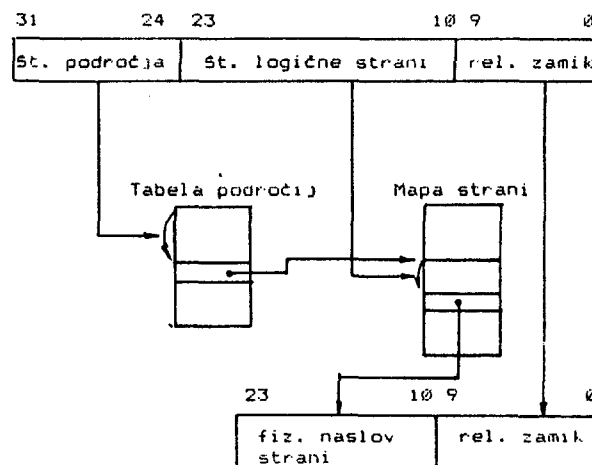 31 24 23 10 9 0
št. področja št. logične strani rel. zamik
Tabela področij Mapa strani
23 10 9 0
fiz. naslov rel. zamik
strani